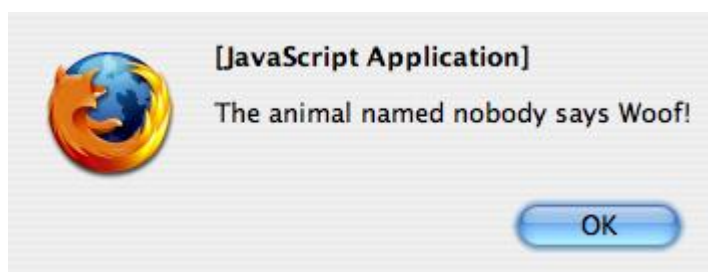 [JavaScript Application]
The animal named nobody says Woof!
OK